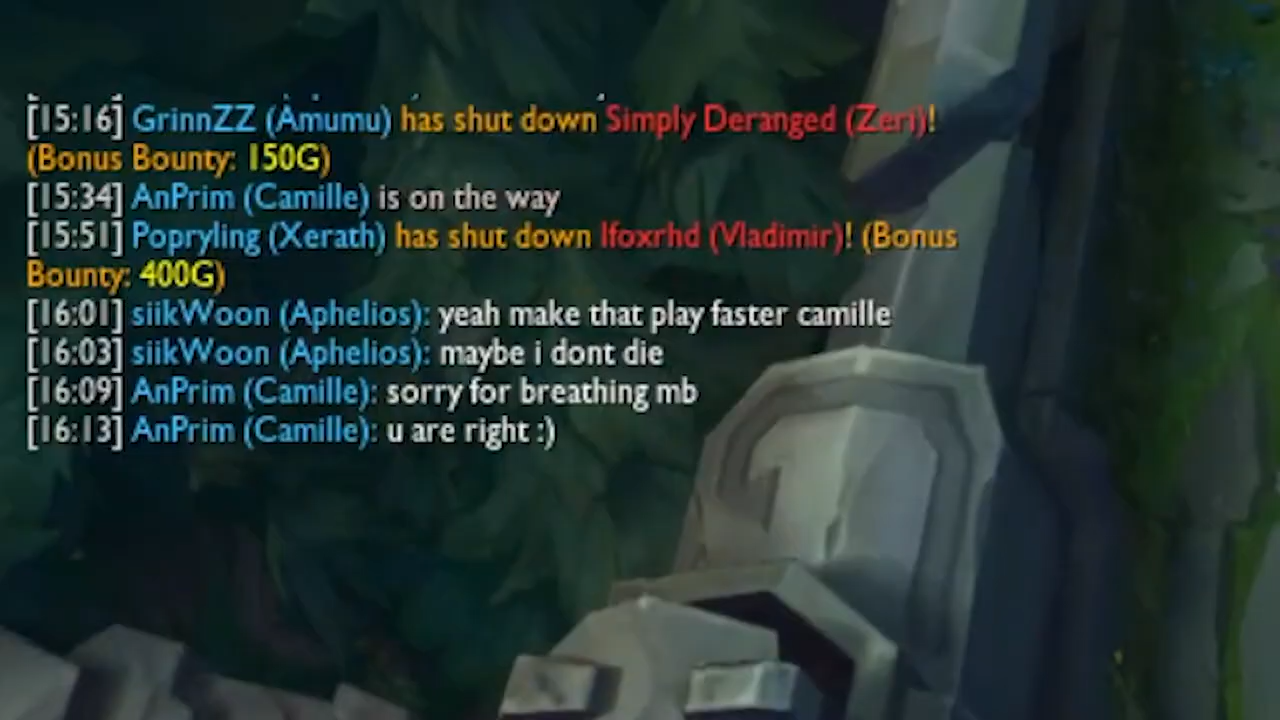 [15:16] GrinnZZ (Amumu) has shut down Simply Deranged (Zeri)!
(Bonus Bounty: 150G)
[15:34] AnPrim (Camille) is on the way
[15:51] Popryling (Xerath) has shut down lfoxrhd (Vladimir)! (Bonus
Bounty: 400G)
[16:01] siikWoon (Aphelios): yeah make that play faster camille
[16:03] siikWoon (Aphelios): maybe i dont die
[16:09] AnPrim (Camille): sorry for breathing mb
[16:13] AnPrim (Camille): u are right :)